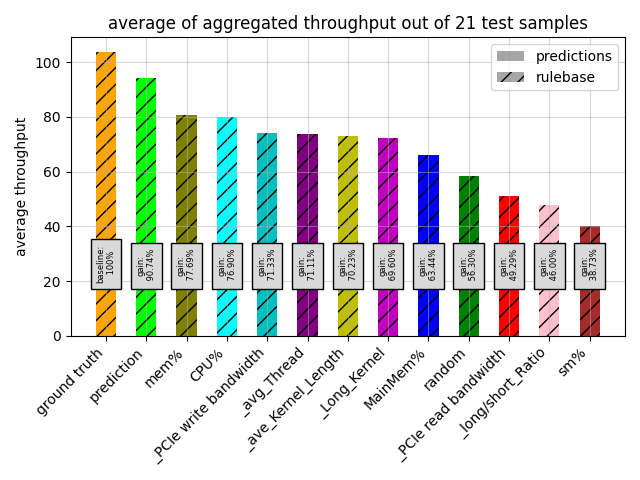 average of aggregated throughput out of 21 test samples
predictions
rulebase
average throughput
100
80
60
40
20
0
baseline:
100%
gain:
90.74%
gain:
77.69%
gain:
76.90%
gain:
71.33%
gain:
71.11%
gain:
70.23%
gain:
69.60%
gain:
63.44%
gain:
56.30%
gain:
49.29%
gain:
46.00%
gain:
38.73%
ground truth
prediction
mem%
CPU%
_PCIe write bandwidth
_avg_Thread
_ave_Kernel_Length
_Long_Kernel
MainMem%
random
_PCIe read bandwidth
_long/short_Ratio
sm%